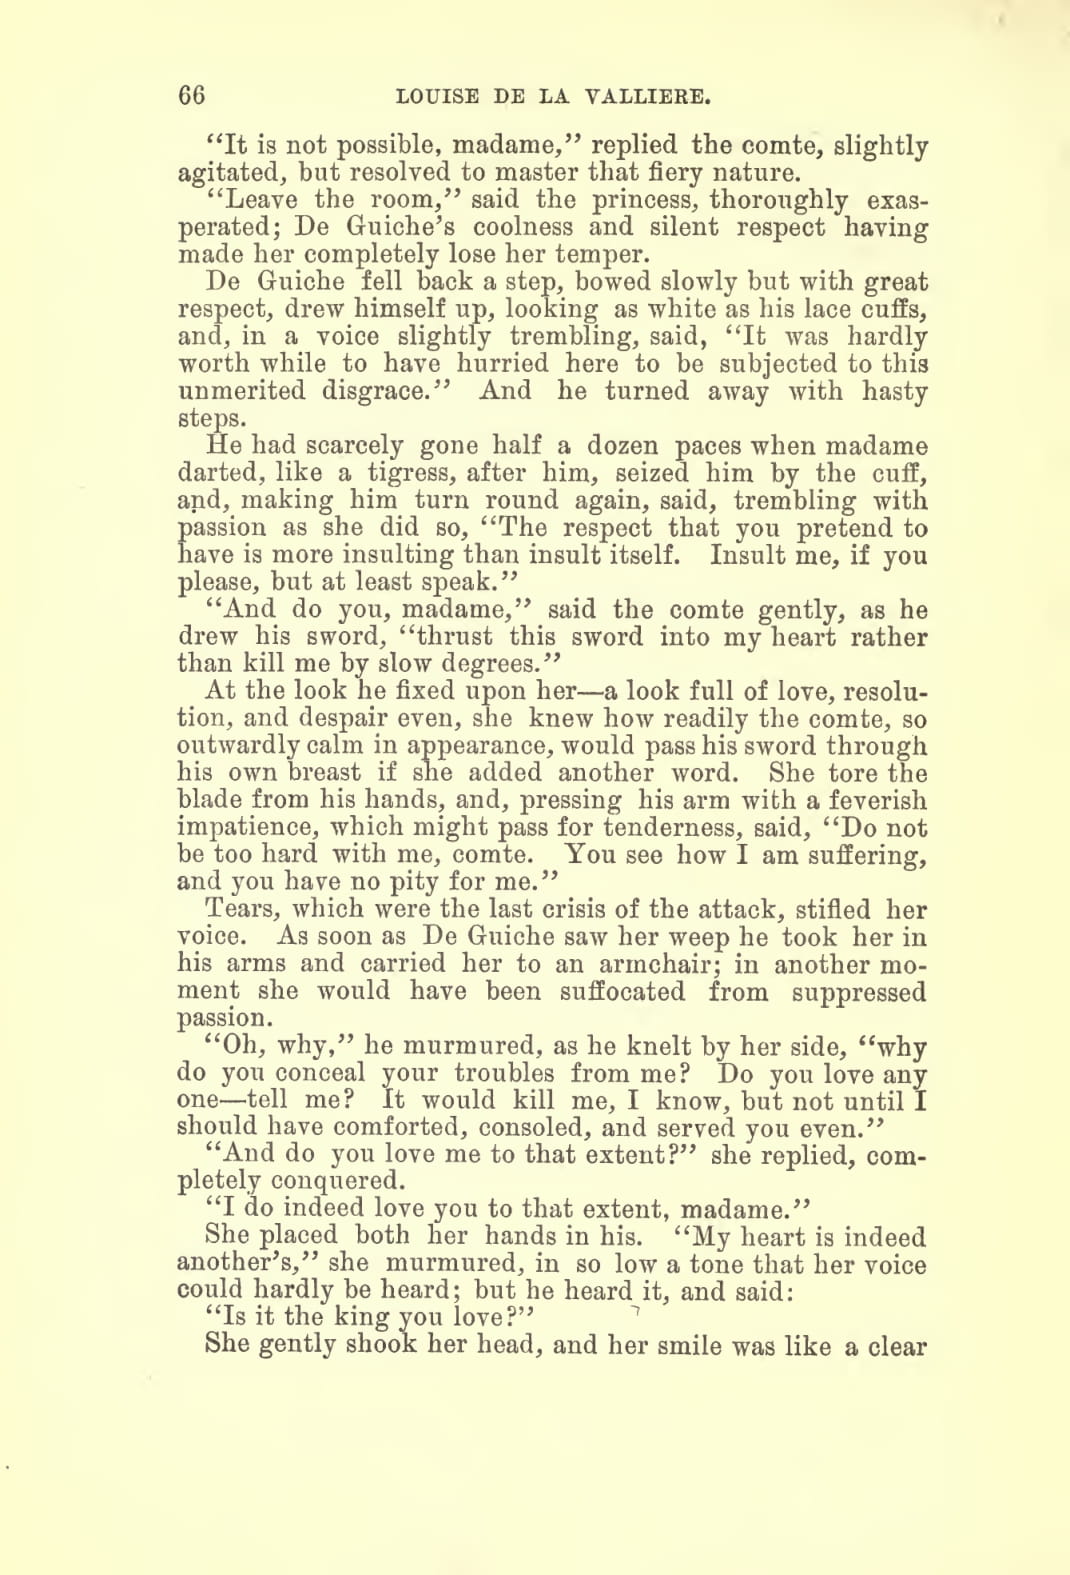 66 LOUISE DE LA VALLIERE.
“It is not possible, madame,” replied the comte, slightly
agitated, but resolved to master that fiery nature.
“Leave the room,” said the princess, thoroughly exas-
perated; De Guiche’s coolness and silent respect having
made her completely lose her temper.
De Guiche fell back a step, bowed slowly but with great
respect, drew himself up, looking as white as his lace cuffs,
and, in a voice slightly trembling, said, “It was hardly
worth while to have hurried here to be subjected to this
unmerited disgrace.” And he turned away with hasty
steps.
He had scarcely gone half a dozen paces when madame
darted, like a tigress, after him, seized him by the cuff,
and, making him turn round again, said, trembling with
passion as she did so, “The respect that you pretend to
have is more insulting than insult itself. Insult me, if you
please, but at least speak.”
“And do you, madame,” said the comte gently, as he
drew his sword, “thrust this sword into my heart rather
than kill me by slow degrees.”
At the look he fixed upon her—a look full of love, resolu-
tion, and despair even, she knew how readily the comte, so
outwardly calm in appearance, would pass his sword through
his own breast if she added another word. She tore the
blade from his hands, and, pressing his arm with a feverish
impatience, which might pass for tenderness, said, “Do not
be too hard with me, comte. You see how I am suffering,
and you have no pity for me.”
Tears, which were the last crisis of the attack, stifled her
voice. As soon as De Guiche saw her weep he took her in
his arms and carried her to an armchair; in another mo-
ment she would have been suffocated from suppressed
passion.
“Oh, why,” he murmured, as he knelt by her side, “why
do you conceal your troubles from me? Do you love any
one—tell me? It would kill me, I know, but not until I
should have comforted, consoled, and served you even.”
“And do you love me to that extent?” she replied, com-
pletely conquered.
“I do indeed love you to that extent, madame.”
She placed both her hands in his. “My heart is indeed
another’s,” she murmured, in so low a tone that her voice
could hardly be heard; but he heard it, and said:
“Is it the king you love?”
She gently shook her head, and her smile was like a clear